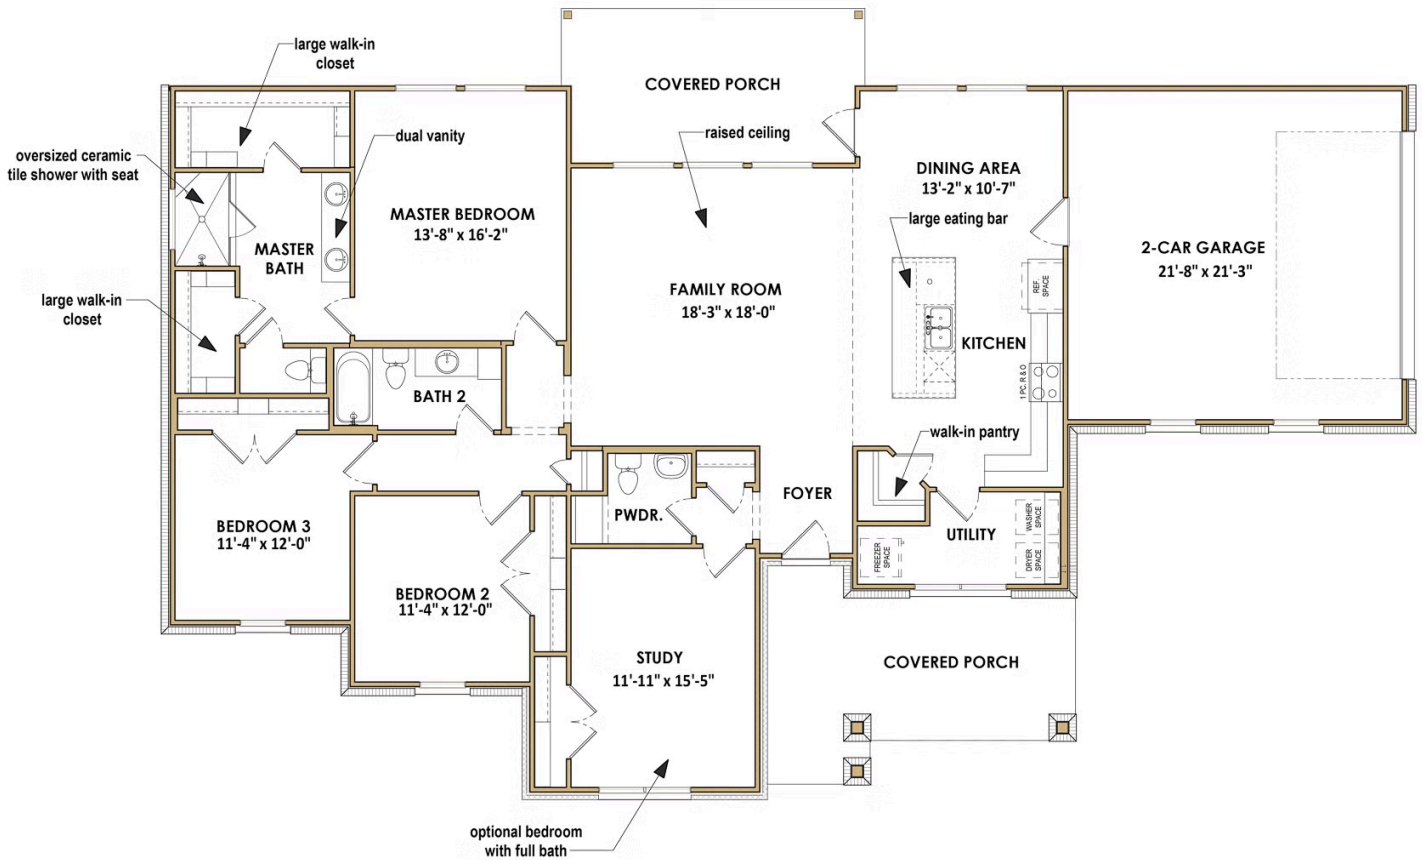 large walk-in
closet
COVERED PORCH
raised ceiling
dual vanity
oversized ceramic
tile shower with seat
DINING AREA
13'-2" x 10'-7"
MASTER BEDROOM
13'-8" x 16'-2"
large eating bar
MASTER
BATH
2-CAR GARAGE
21'-8" x 21'-3"
large walk-in
closet
FAMILY ROOM
18'-3" x 18'-0"
REF.
SPACE
KITCHEN
1 PC. R & O
BATH 2
walk-in pantry
FOYER
PWDR.
BEDROOM 3
11'-4" x 12'-0"
UTILITY
WASHER
SPACE
FREEZER
SPACE
DRYER
SPACE
BEDROOM 2
11'-4" x 12'-0"
STUDY
11'-11" x 15'-5"
COVERED PORCH
optional bedroom
with full bath